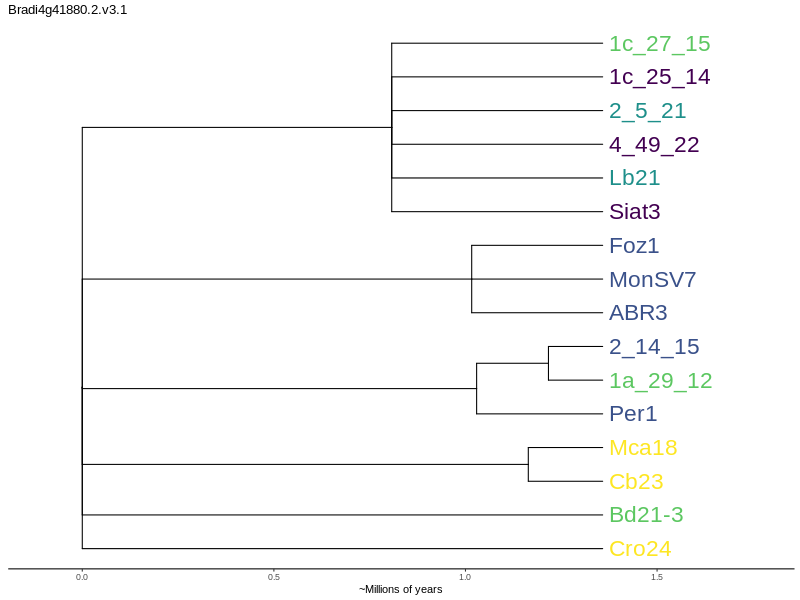 Bradi4g41880.2.v3.1
1c_27_15
1c_25_14
2_5_21
4_49_22
Lb21
Siat3
Foz1
MonSV7
ABR3
2_14_15
1a_29_12
Per1
Mca18
Cb23
Bd21-3
Cro24
0.0 0.5 1.0 1.5
~Millions of years